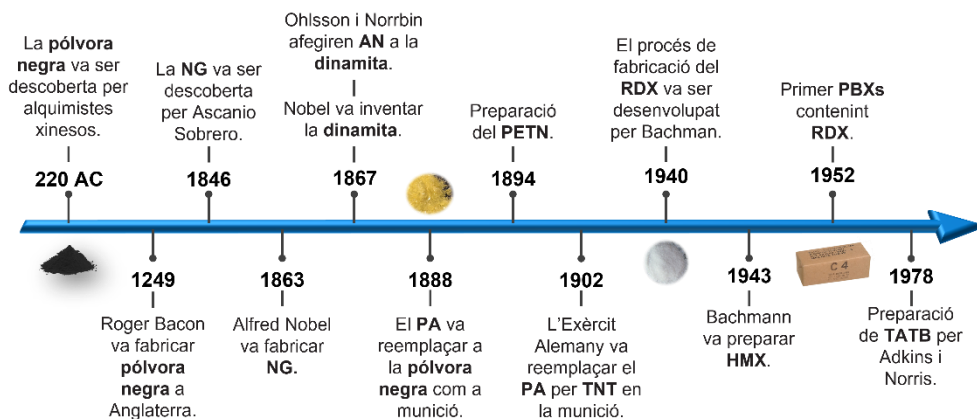 La pólvora
negra va ser
descoberta per
alquimistes
xinesos.
220 AC
La NG va ser
descoberta
per Ascanio
Sobrero.
1846
Ohlsson i Norrbin
afegiren AN a la
dinamita.
Nobel va inventar
la dinamita.
1867
Preparació
del PETN.
1894
El procés de
fabricació del
RDX va ser
desenvolupat
per Bachman.
1940
Primer PBXs
contenint
RDX.
1952
1249
Roger Bacon
va fabricar
pólvora
negra a
Anglaterra.
1863
Alfred Nobel
va fabricar
NG.
1888
El PA va
reemplaçar a
la pólvora
negra com a
munició.
1902
L'Exèrcit
Alemany va
reemplaçar el
PA per TNT en
la munició.
1943
Bachmann
va preparar
HMX.
C 4
1978
Preparació
de TATB per
Adkins i
Norris.